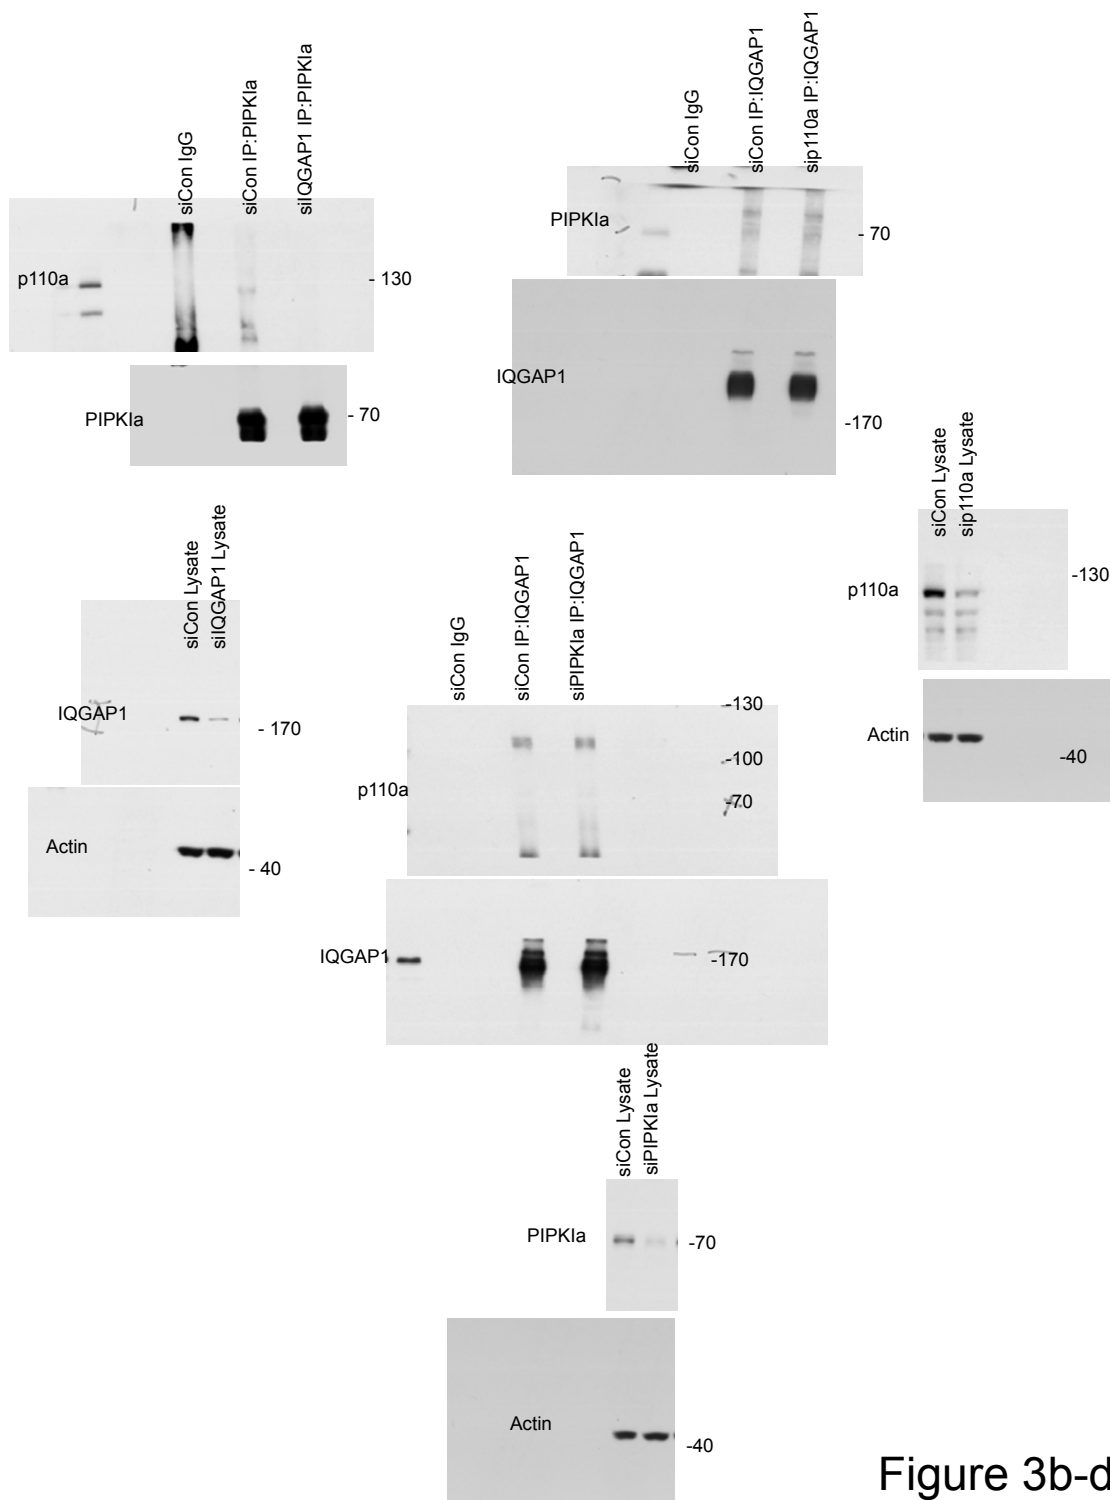 siCon IgG
siCon IP:PIPKIa
siIQGAP1 IP:PIPKIa
p110a
- 130
PIPKIa
- 70
siCon IgG
siCon IP:IQGAP1
sip110a IP:IQGAP1
PIPKIa
- 70
IQGAP1
-170
siCon Lysate
siIQGAP1 Lysate
IQGAP1
- 170
Actin
- 40
siCon IgG
siCon IP:IQGAP1
siPIPKIa IP:IQGAP1
-130
-100
p110a
-70
IQGAP1
-170
siCon Lysate
sip110a Lysate
-130
p110a
Actin
-40
siCon Lysate
siPIPKIa Lysate
PIPKIa
-70
Actin
-40
Figure 3b-d